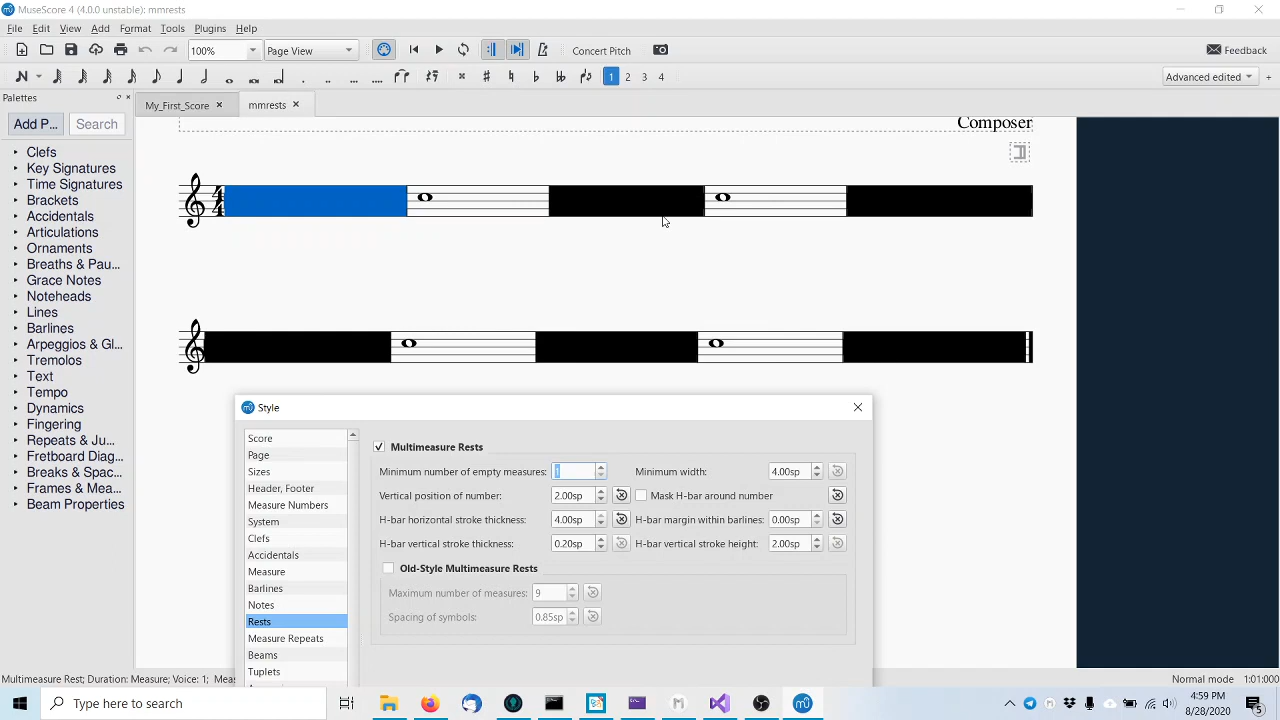 MuseScore 4 (4.0.0 unstable): mmrests
File Edit View Add Format Tools Plugins Help
100% Page View Concert Pitch Feedback
1 2 3 4 Advanced edited +
Palettes My_First_Score mmrests
Add P... Search
Clefs
Key Signatures
Time Signatures
Brackets
Accidentals
Articulations
Ornaments
Breaths & Pau...
Grace Notes
Noteheads
Lines
Barlines
Arpeggios & Gl...
Tremolos
Text
Tempo
Dynamics
Fingering
Repeats & Ju...
Fretboard Diag...
Breaks & Spac...
Frames & Mea...
Beam Properties
Composer
Style
Score
Page
Sizes
Header, Footer
Measure Numbers
System
Clefs
Accidentals
Measure
Barlines
Notes
Rests
Measure Repeats
Beams
Tuplets
Multimeasure Rests
Minimum number of empty measures: 1 Minimum width: 4.00sp
Vertical position of number: 2.00sp Mask H-bar around number
H-bar horizontal stroke thickness: 4.00sp H-bar margin within barlines: 0.00sp
H-bar vertical stroke thickness: 0.20sp H-bar vertical stroke height: 2.00sp
Old-Style Multimeasure Rests
Maximum number of measures: 9
Spacing of symbols: 0.85sp
Multimeasure Rest; Duration: Measure; Voice: 1; Mea Normal mode 1:01:000
Type here to search 4:59 PM
8/28/2020 5